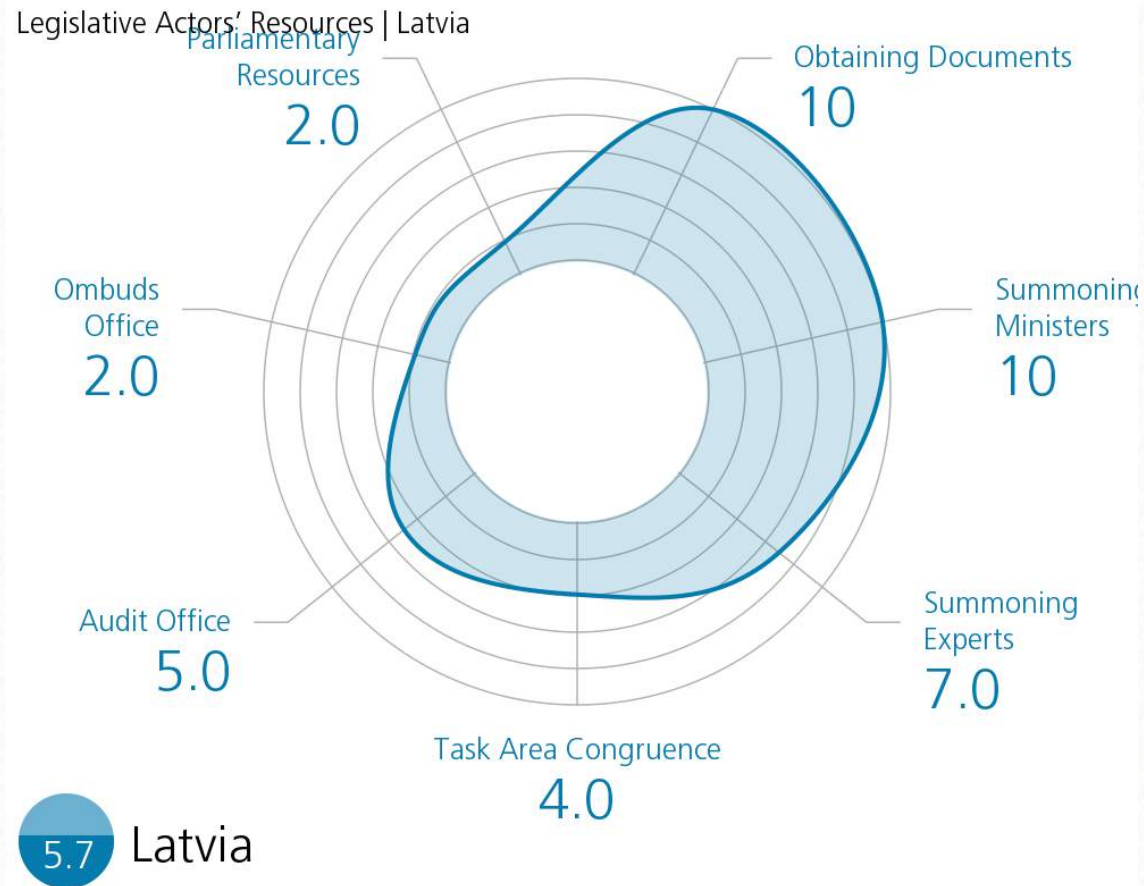 Legislative Actors' Resources | Latvia
Parliamentary
Resources
2.0
Obtaining Documents
10
Ombuds
Office
2.0
Summoning
Ministers
10
Audit Office
5.0
Summoning
Experts
7.0
Task Area Congruence
4.0
5.7 Latvia